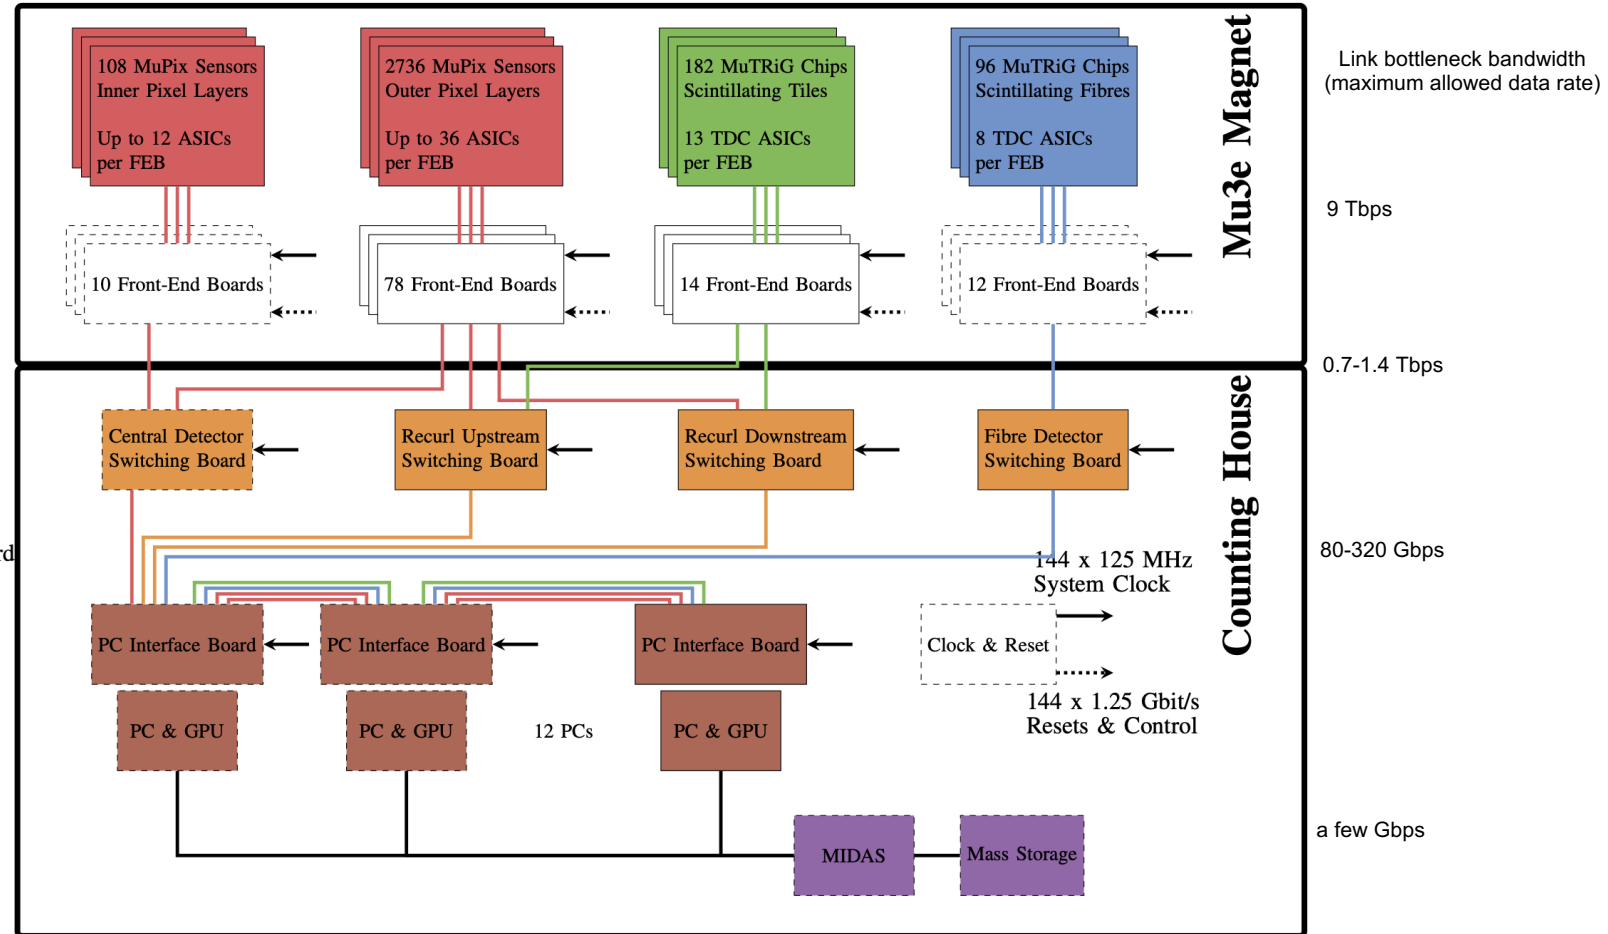 108 MuPix Sensors
Inner Pixel Layers
Up to 12 ASICs
per FEB
2736 MuPix Sensors
Outer Pixel Layers
Up to 36 ASICs
per FEB
182 MuTRiG Chips
Scintillating Tiles
13 TDC ASICs
per FEB
96 MuTRiG Chips
Scintillating Fibres
8 TDC ASICs
per FEB
Mu3e Magnet
Link bottleneck bandwidth
(maximum allowed data rate)
9 Tbps
10 Front-End Boards
78 Front-End Boards
14 Front-End Boards
12 Front-End Boards
0.7-1.4 Tbps
Central Detector
Switching Board
Recurl Upstream
Switching Board
Recurl Downstream
Switching Board
Fibre Detector
Switching Board
Counting House
rd
80-320 Gbps
144 x 125 MHz
System Clock
PC Interface Board
PC Interface Board
PC Interface Board
Clock & Reset
144 x 1.25 Gbit/s
Resets & Control
PC & GPU
PC & GPU
12 PCs
PC & GPU
a few Gbps
MIDAS
Mass Storage